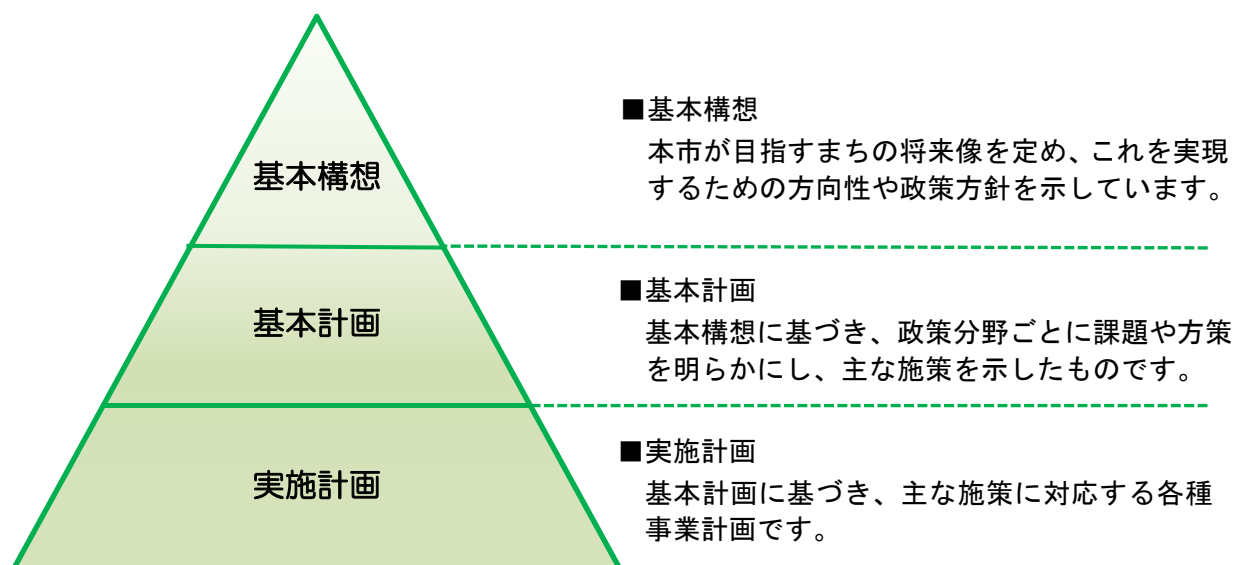 基本構想
■基本構想
本市が目指すまちの将来像を定め、これを実現
するための方向性や政策方針を示しています。
基本計画
■基本計画
基本構想に基づき、政策分野ごとに課題や方策
を明らかにし、主な施策を示したものです。
実施計画
■実施計画
基本計画に基づき、主な施策に対応する各種
事業計画です。